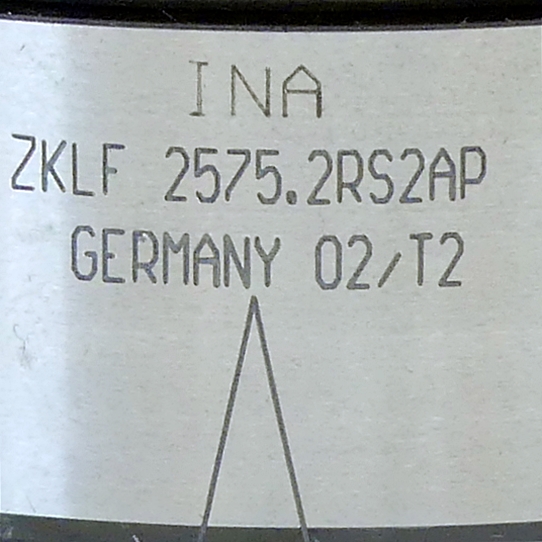 INA
ZKLF 2575.2RS2AP
GERMANY 02/T2